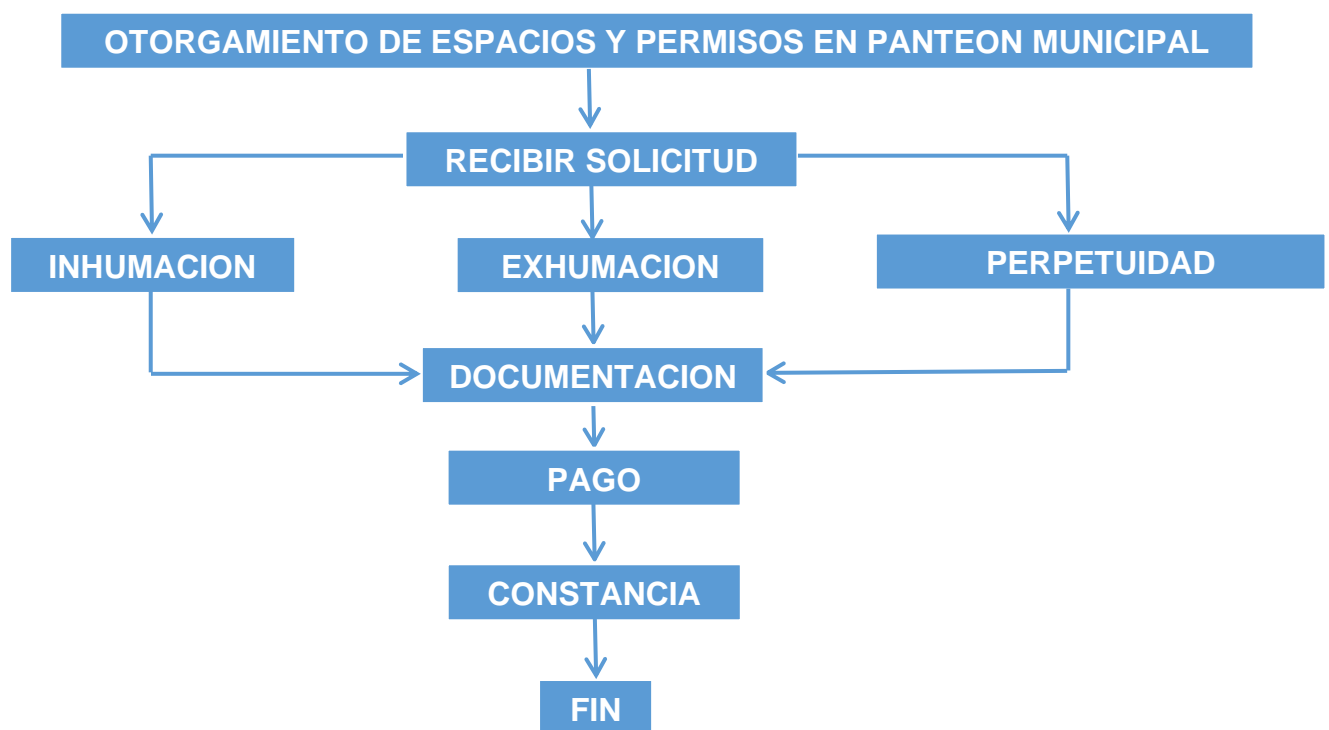 OTORGAMIENTO DE ESPACIOS Y PERMISOS EN PANTEON MUNICIPAL
RECIBIR SOLICITUD
INHUMACION
EXHUMACION
PERPETUIDAD
DOCUMENTACION
PAGO
CONSTANCIA
FIN